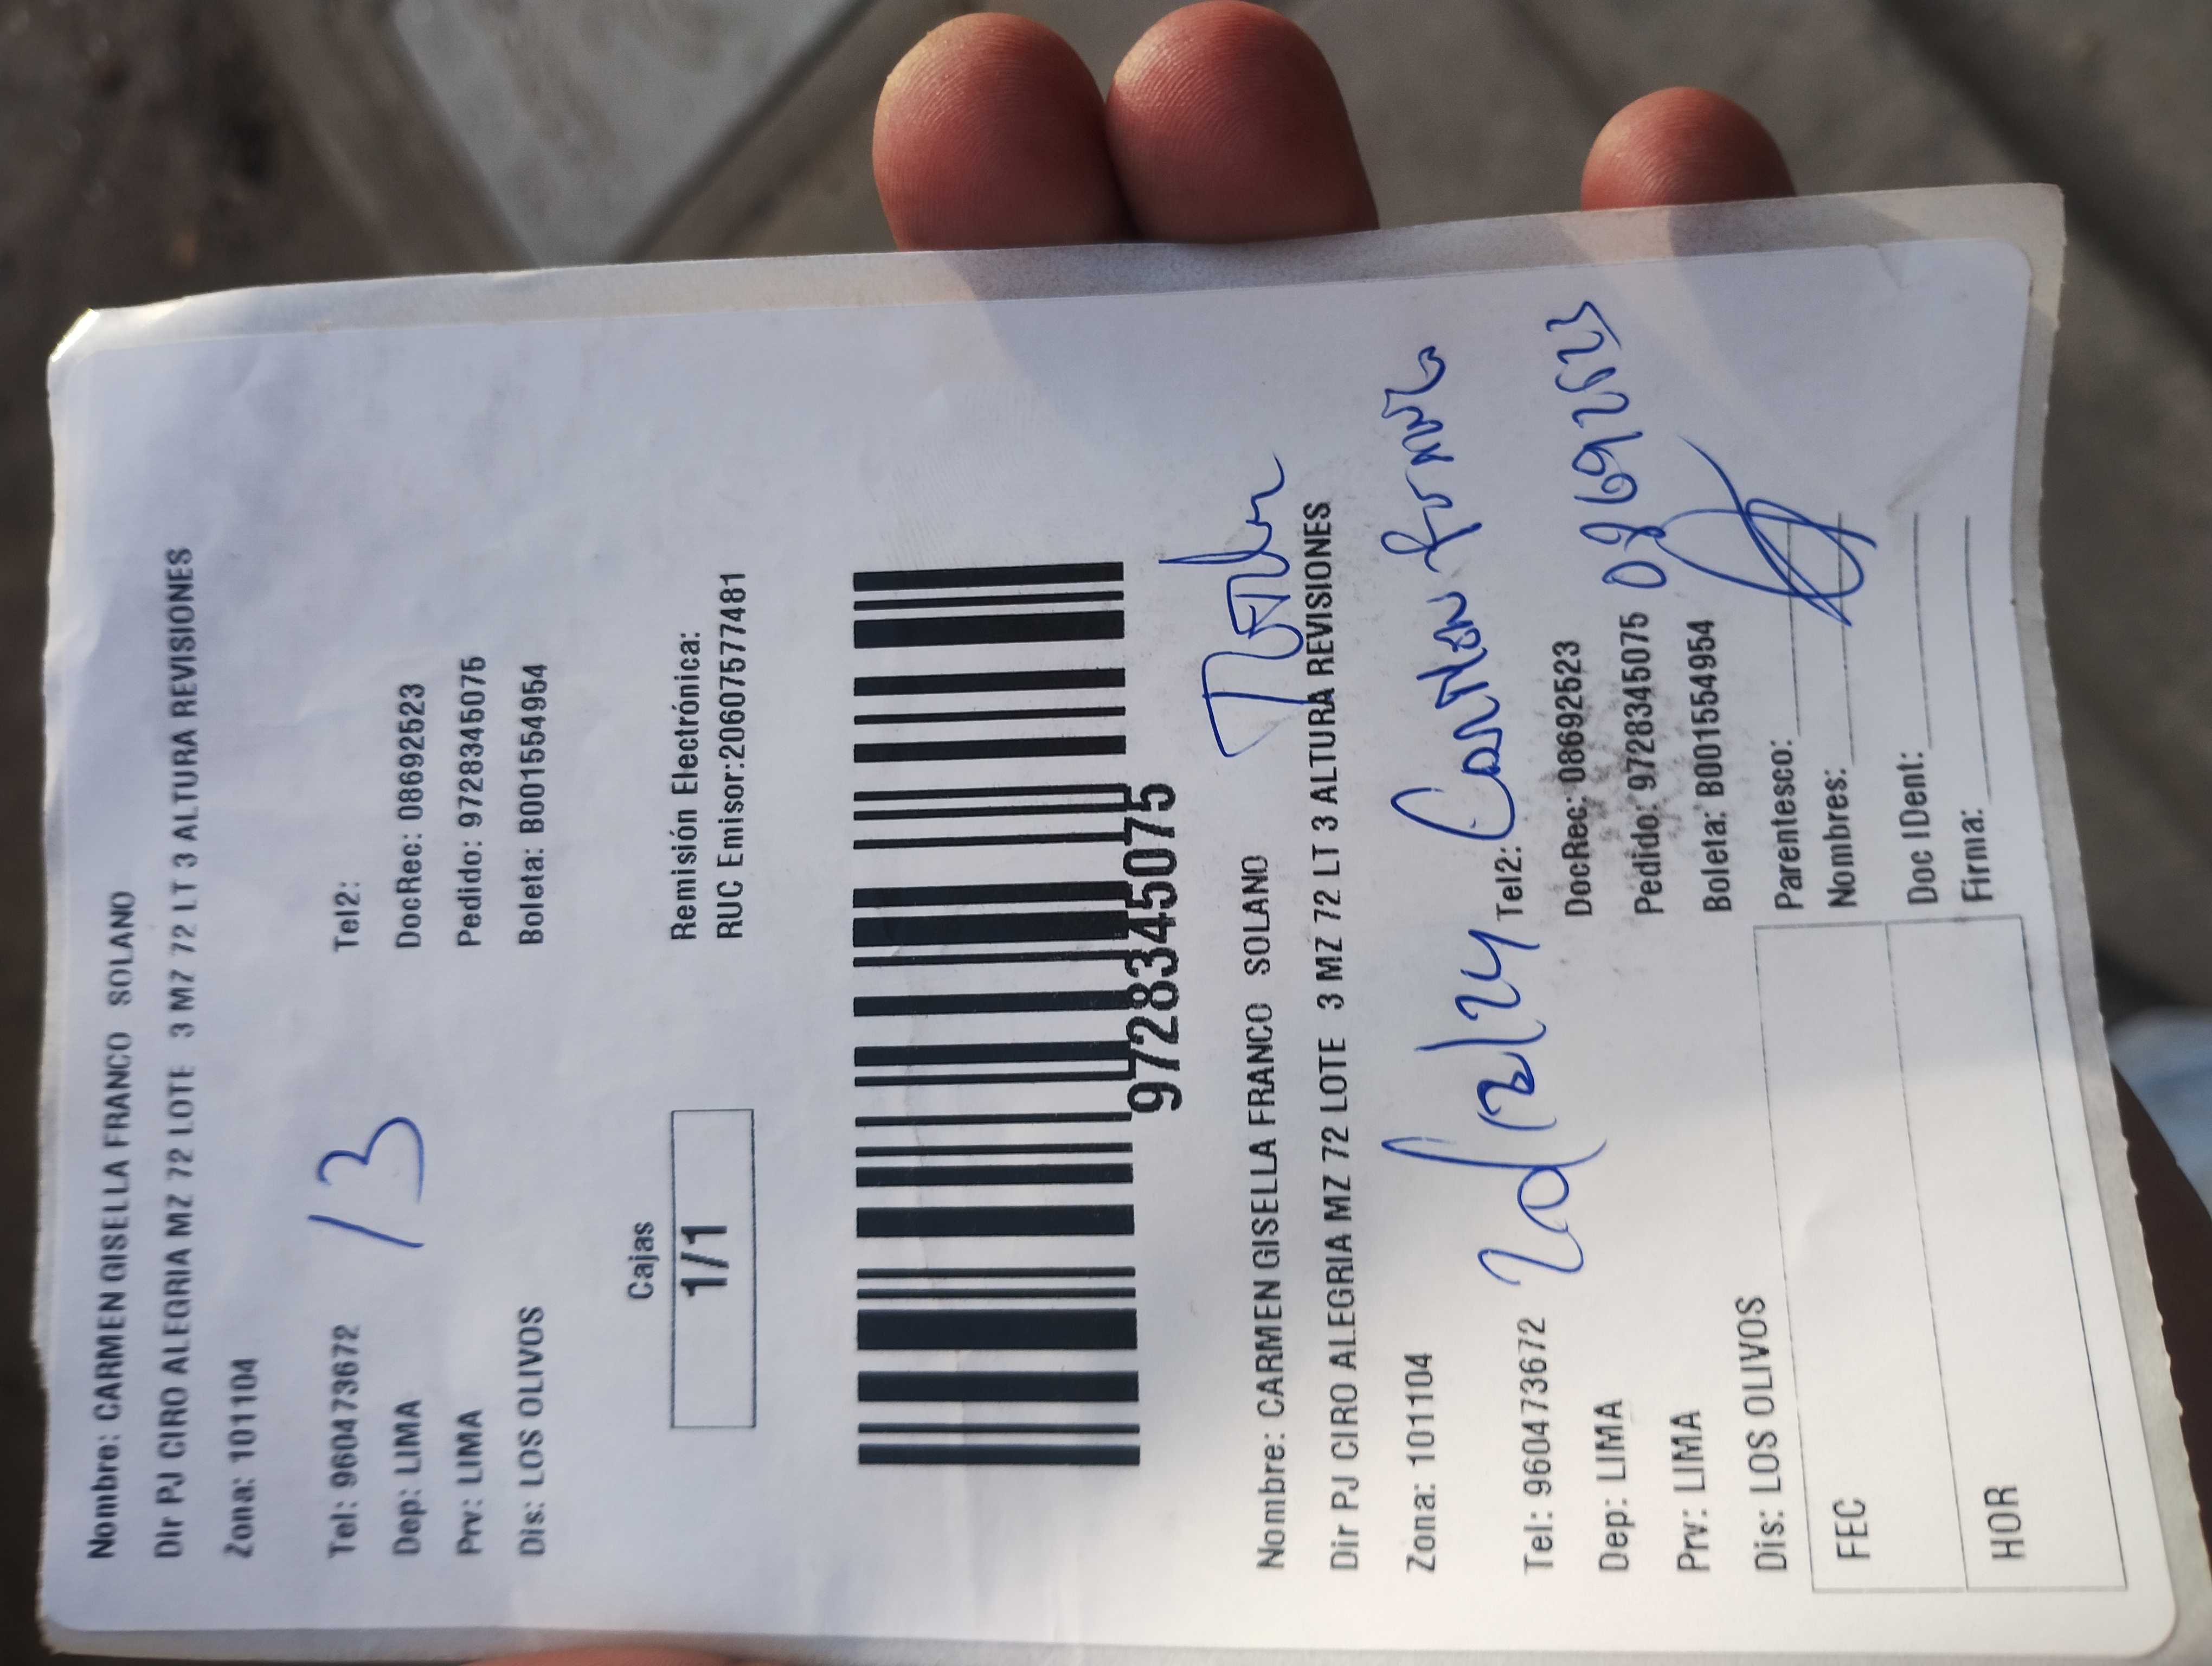 Nombre: CARMEN GISELLA FRANCO SOLANO
Dir PJ CIRO ALEGRIA MZ 72 LOTE 3 MZ 72 LT 3 ALTURA REVISIONES
Zona: 101104
13
Tel: 960473672 Tel2:
Dep: LIMA DocRec: 08692523
Prv: LIMA Pedido: 9728345075
Dis: LOS OLIVOS Boleta: B001554954
Cajas
1/1
Remisión Electrónica:
RUC Emisor:20607577481
9728345075
Nombre: CARMEN GISELLA FRANCO SOLANO
Dir PJ CIRO ALEGRIA MZ 72 LOTE 3 MZ 72 LT 3 ALTURA REVISIONES
Zona: 101104
Carmen Franco
Tel: 960473672 Tel2:
Dep: LIMA DocRec: 08692523
Prv: LIMA Pedido: 9728345075
08692523
Dis: LOS OLIVOS Boleta: B001554954
FEC
HOR
Parentesco:
Nombres:
Doc IDent:
Firma: